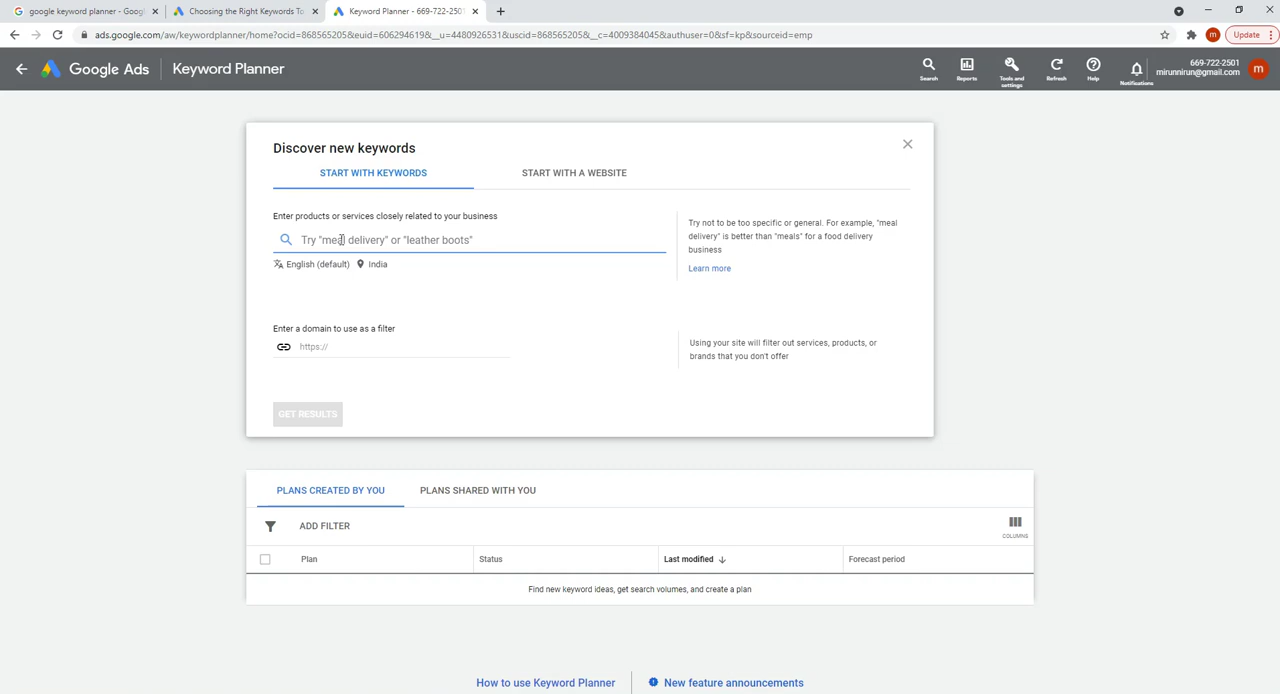 google keyword planner - Goog
Choosing the Right Keywords To
Keyword Planner - 669-722-2501
ads.google.com/aw/keywordplanner/home?ocid=868565205&euid=606294619&__u=4480926531&uscid=868565205&__c=4009384045&authuser=0&sf=kp&sourceid=emp
m
Update
Google Ads
Keyword Planner
Search
Reports
Tools and
settings
Refresh
Help
Notifications
669-722-2501
mirunnirun@gmail.com
m
Discover new keywords
START WITH KEYWORDS
START WITH A WEBSITE
Enter products or services closely related to your business
Try "meal delivery" or "leather boots"
English (default)
India
Try not to be too specific or general. For example, "meal
delivery" is better than "meals" for a food delivery
business
Learn more
Enter a domain to use as a filter
https://
Using your site will filter out services, products, or
brands that you don't offer
GET RESULTS
PLANS CREATED BY YOU
PLANS SHARED WITH YOU
ADD FILTER
COLUMNS
Plan
Status
Last modified
Forecast period
Find new keyword ideas, get search volumes, and create a plan
How to use Keyword Planner
New feature announcements